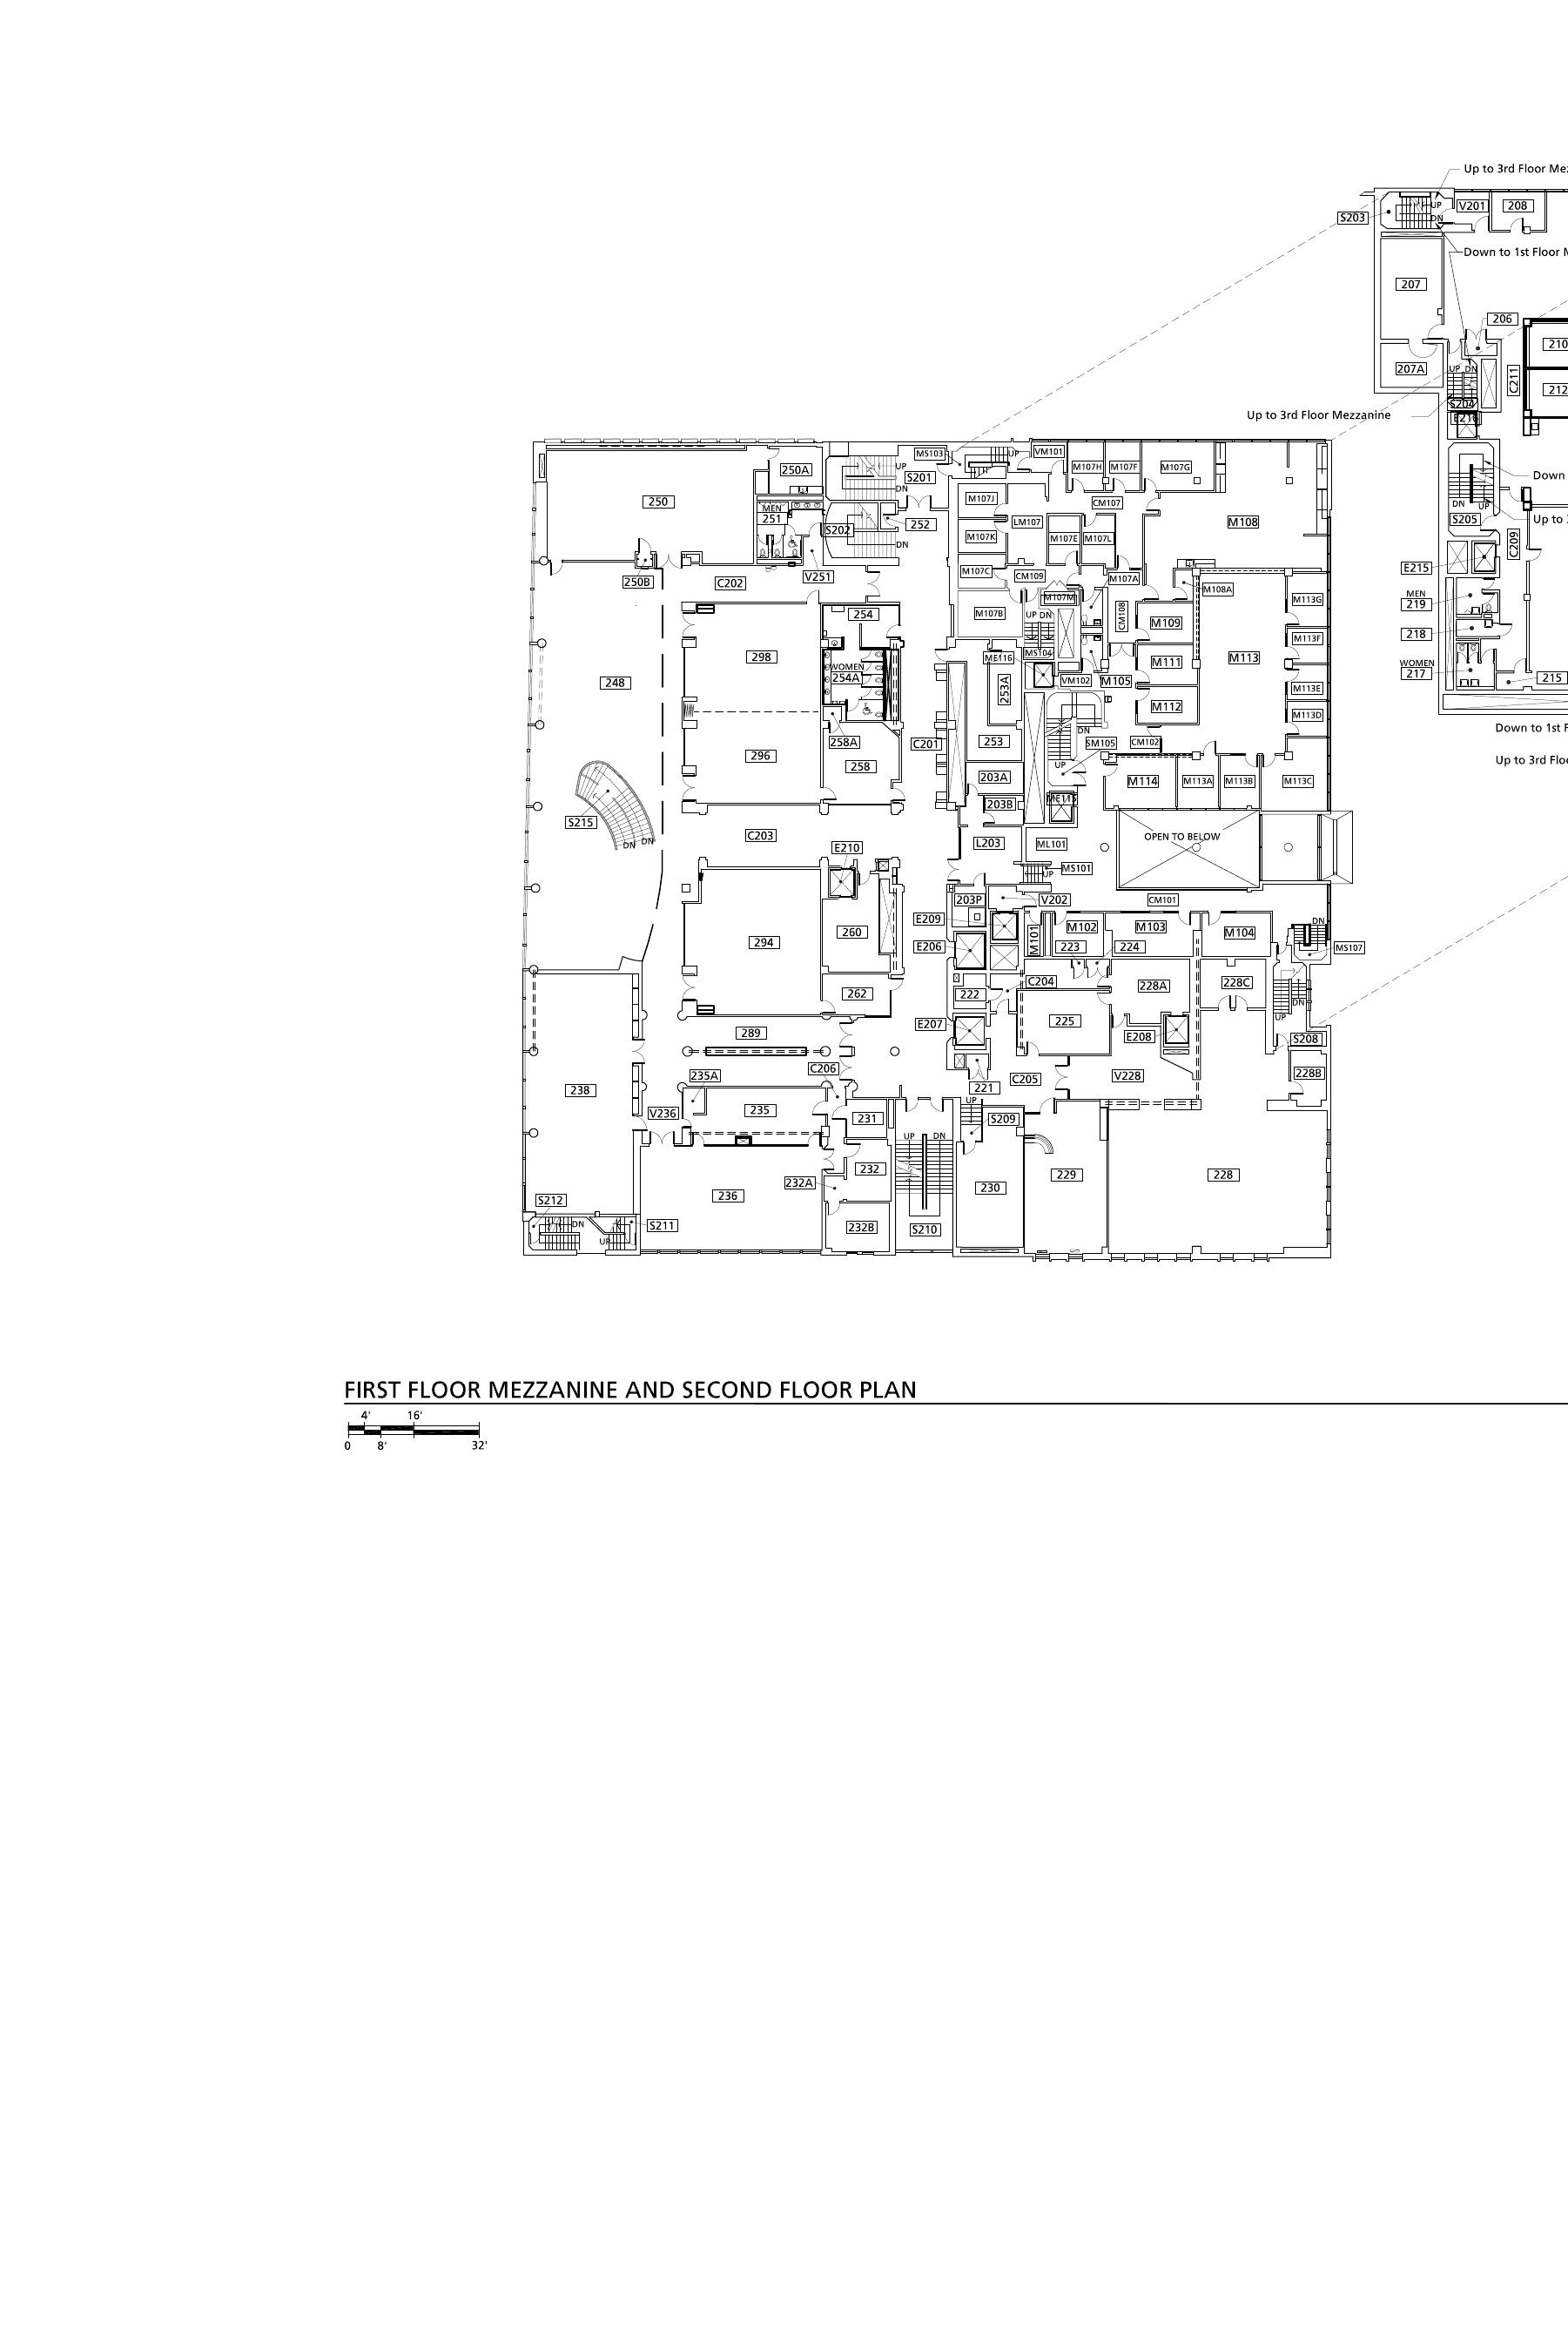 Up to 3rd Floor Mez
UP
V201
208
S203
DN
Down to 1st Floor M
207
206
210
207A
UP DN
C211
212
S204
Up to 3rd Floor Mezzanine
E216
MS103
UP
VM101
250A
UP
S201
M107H
M107F
M107G
Down
DN
250
M107J
CM107
DN
UP
MEN
251
S202
252
LM107
M108
S205
Up to
DN
M107K
M107E
M107L
C209
250B
C202
V251
M107C
CM109
M107A
M108A
E215
M107M
M113G
MEN
219
254
M107B
UP DN
CM108
M109
218
M113F
298
ME116
MS104
M111
M113
WOMEN
217
WOMEN
254A
253A
VM102
M105
215
248
M113E
M112
M113D
258A
C201
253
DN
SM105
CM102
Down to 1st F
296
258
UP
Up to 3rd Floo
203A
M114
M113A
M113B
M113C
203B
ME115
S215
C203
OPEN TO BELOW
DN DN
E210
L203
ML101
UP
MS101
203P
V202
CM101
E209
M101
M102
M103
M104
DN
260
294
E206
223
224
MS107
C204
228A
228C
262
222
DN
UP
225
289
E207
E208
S208
C206
235A
C205
V228
228B
238
221
UP
V236
235
231
S209
UP
DN
232
229
228
232A
236
230
S212
DN
UP
S211
232B
S210
FIRST FLOOR MEZZANINE AND SECOND FLOOR PLAN
4' 16'
0 8' 32'